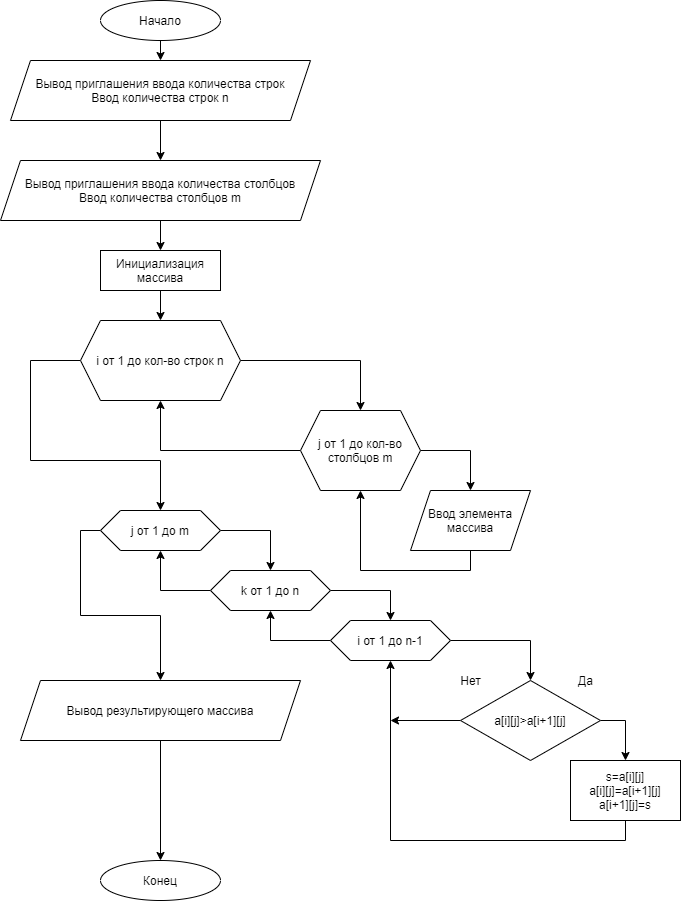 Начало
Вывод приглашения ввода количества строк
Ввод количества строк n
Вывод приглашения ввода количества столбцов
Ввод количества столбцов m
Инициализация
массива
i от 1 до кол-во строк n
j от 1 до кол-во
столбцов m
Ввод элемента
массива
j от 1 до m
k от 1 до n
i от 1 до n-1
Нет
Да
a[i][j]>a[i+1][j]
Вывод результирующего массива
s=a[i][j]
a[i][j]=a[i+1][j]
a[i+1][j]=s
Конец